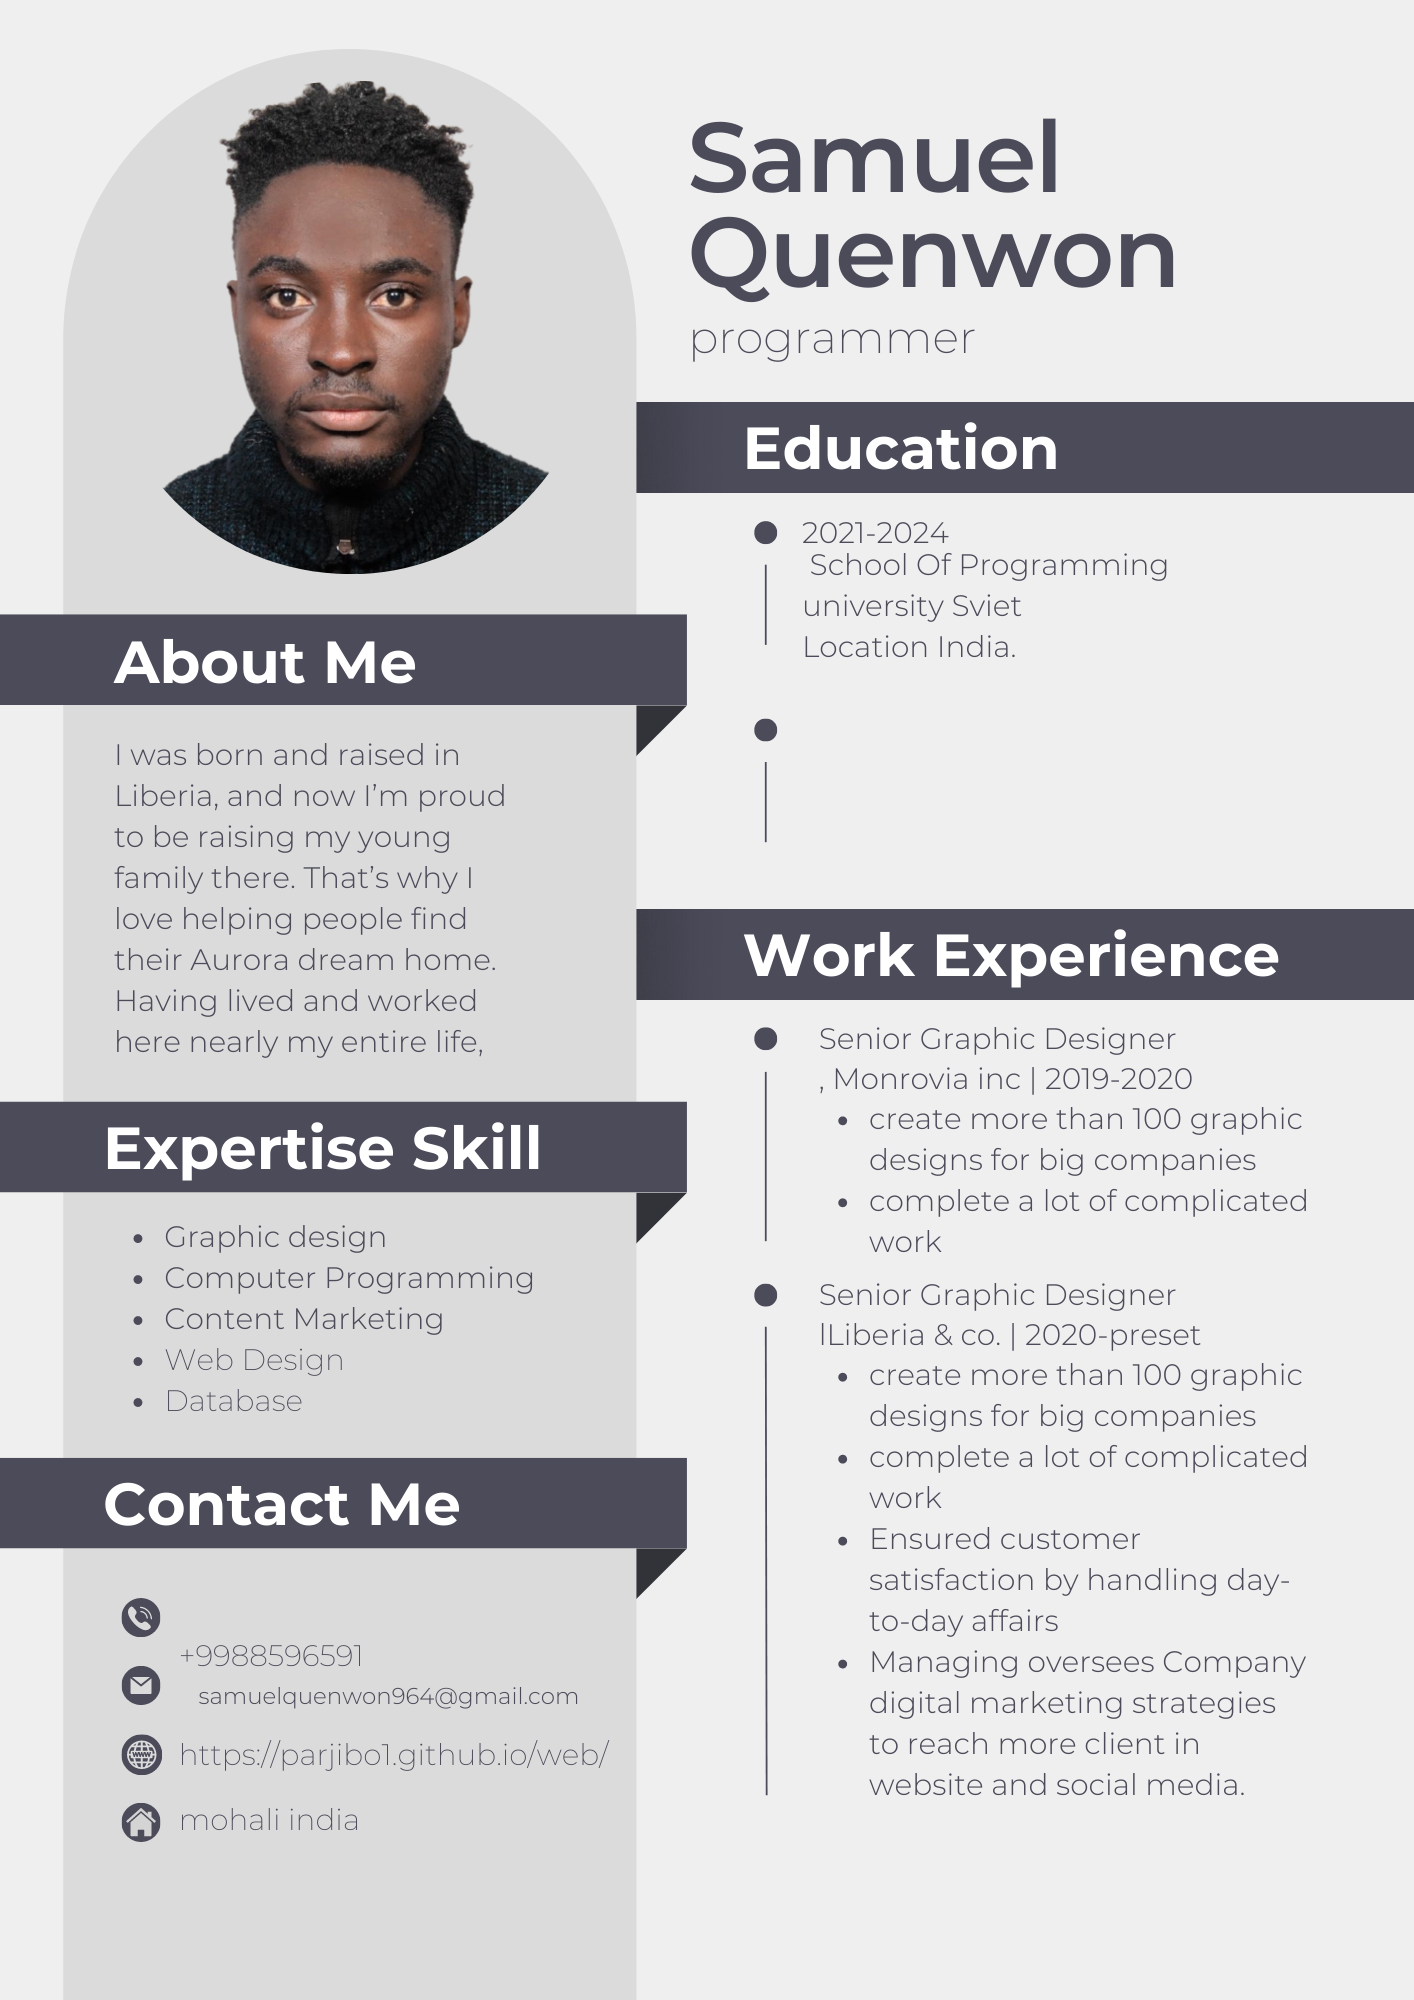 Samuel
Quenwon
programmer
About Me
I was born and raised in
Liberia, and now I’m proud
to be raising my young
family there. That’s why I
love helping people find
their Aurora dream home.
Having lived and worked
here nearly my entire life,
Expertise Skill
• Graphic design
• Computer Programming
• Content Marketing
• Web Design
• Database
Contact Me
+9988596591
samuelquenwon964@gmail.com
www
https://parjibo1.github.io/web/
mohali india
Education
2021-2024
School Of Programming
university Sviet
Location India.
Work Experience
Senior Graphic Designer
, Monrovia inc | 2019-2020
• create more than 100 graphic
designs for big companies
• complete a lot of complicated
work
Senior Graphic Designer
lLiberia & co. | 2020-preset
• create more than 100 graphic
designs for big companies
• complete a lot of complicated
work
• Ensured customer
satisfaction by handling day-
to-day affairs
• Managing oversees Company
digital marketing strategies
to reach more client in
website and social media.